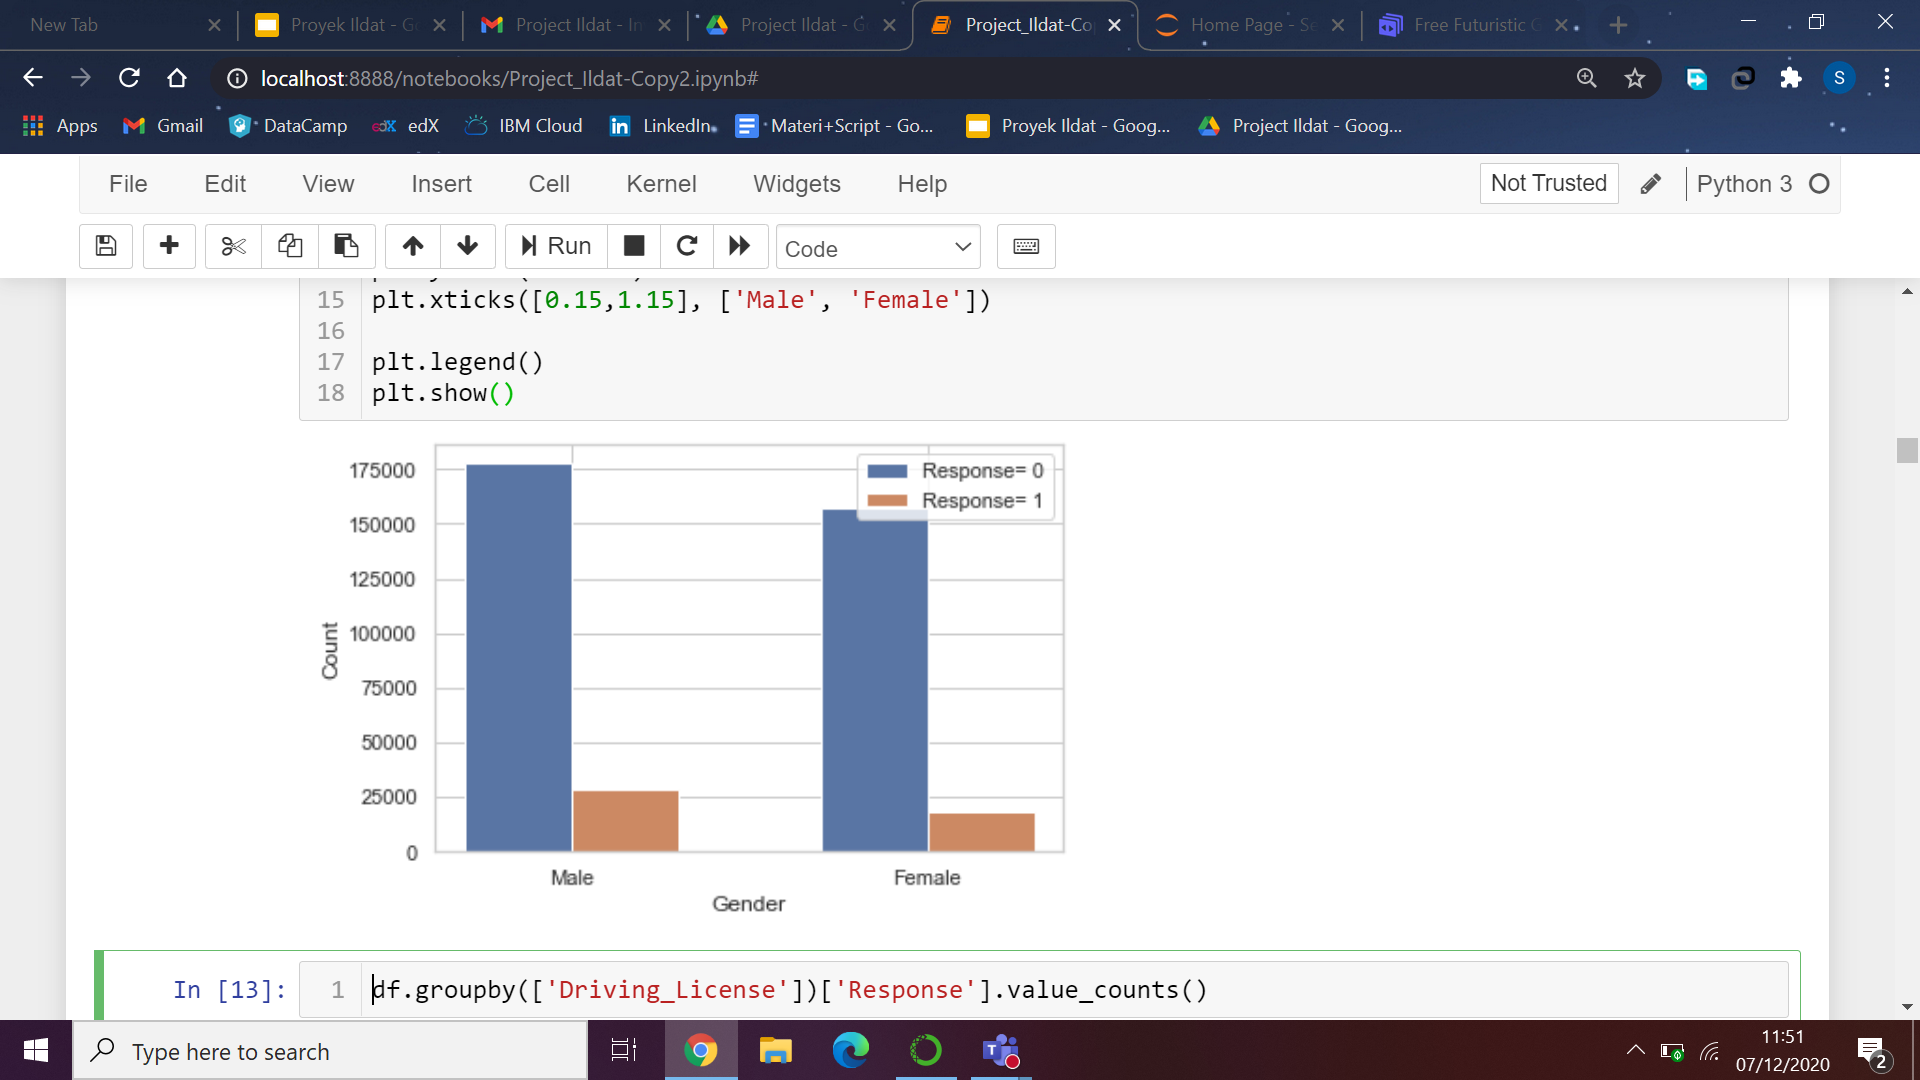 New Tab
Proyek Ildat - G
Project Ildat - In
Project Ildat - G
Project_Ildat-Co
Home Page - Se
Free Futuristic
localhost:8888/notebooks/Project_Ildat-Copy2.ipynb#
S
Apps
Gmail
DataCamp
edX
IBM Cloud
LinkedIn
Materi+Script - Go...
Proyek Ildat - Goog...
Project Ildat - Goog...
File Edit View Insert Cell Kernel Widgets Help
Not Trusted
Python 3
Run
Code
15 plt.xticks([0.15,1.15], ['Male', 'Female'])
16
17 plt.legend()
18 plt.show()
Response= 0
Response= 1
175000
150000
125000
100000
75000
50000
25000
0
Count
Male
Female
Gender
In [13]: 1 df.groupby(['Driving_License'])['Response'].value_counts()
Type here to search
11:51
07/12/2020
2